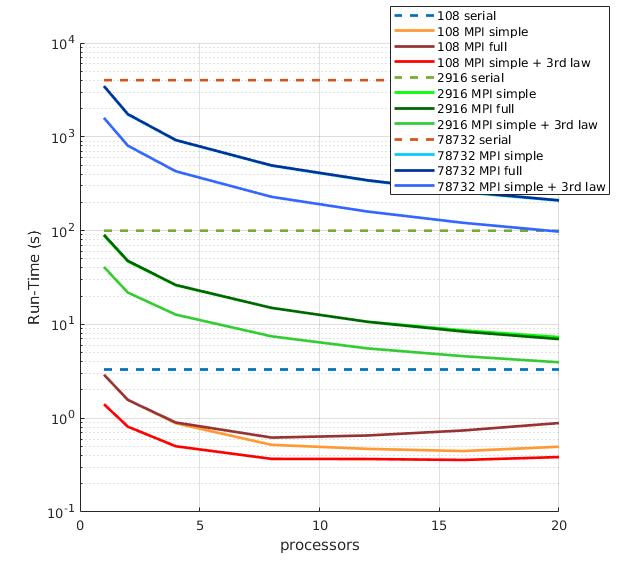 108 serial
108 MPI simple
108 MPI full
108 MPI simple + 3rd law
2916 serial
2916 MPI simple
2916 MPI full
2916 MPI simple + 3rd law
78732 serial
78732 MPI simple
78732 MPI full
78732 MPI simple + 3rd law
10^4
10^3
10^2
10^1
10^0
10^-1
Run-Time (s)
0 5 10 15 20
processors